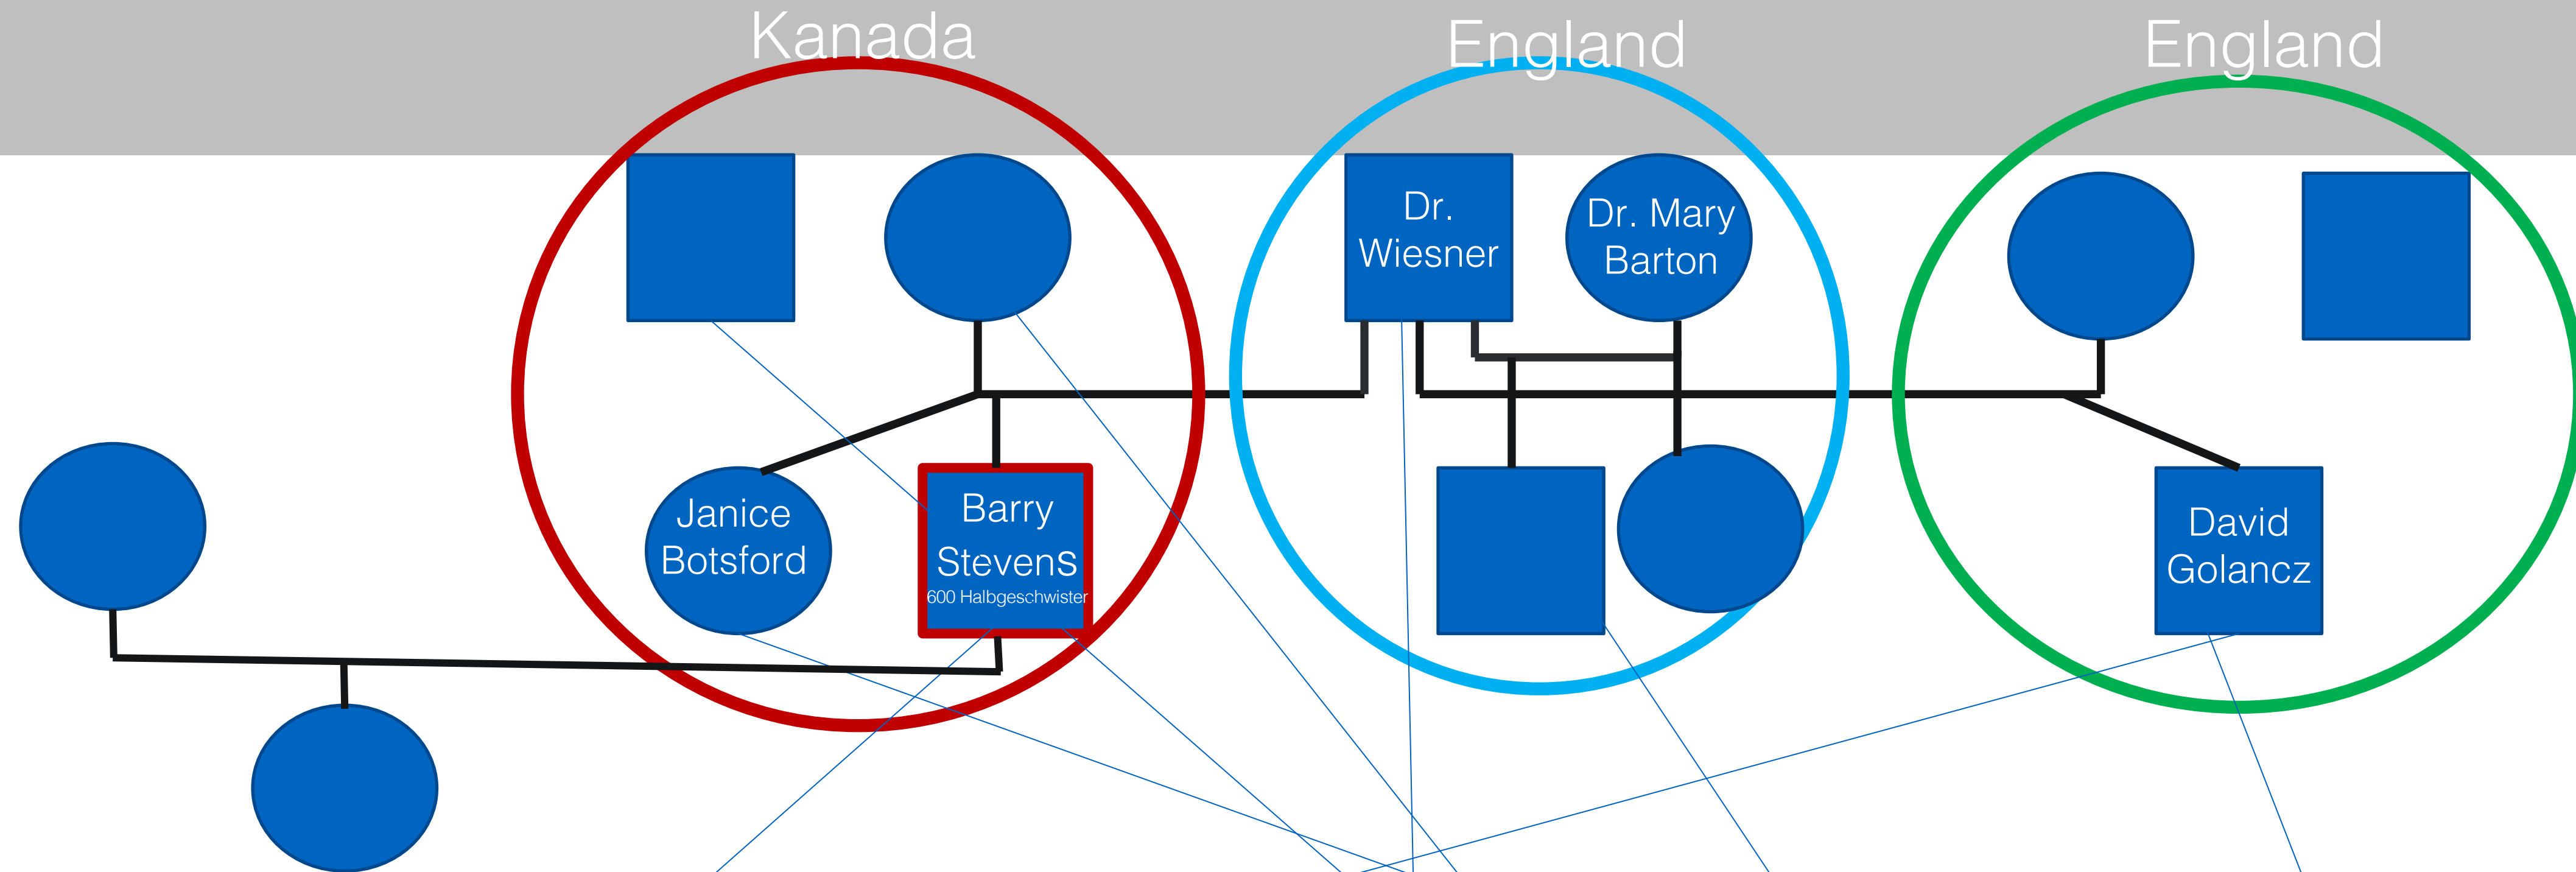 Kanada
England
England
Dr.
Wiesner
Dr. Mary
Barton
Janice
Botsford
Barry
Stevens
600 Halbgeschwister
David
Golancz